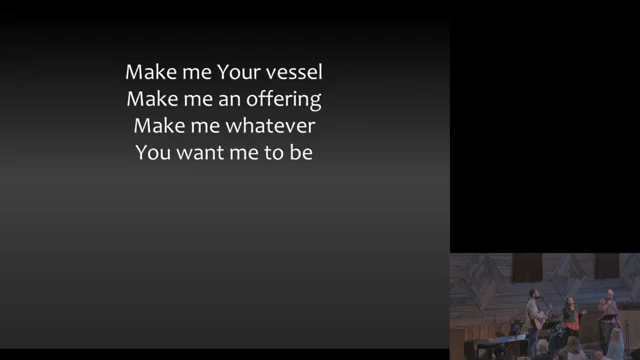 Make me Your vessel
Make me an offering
Make me whatever
You want me to be